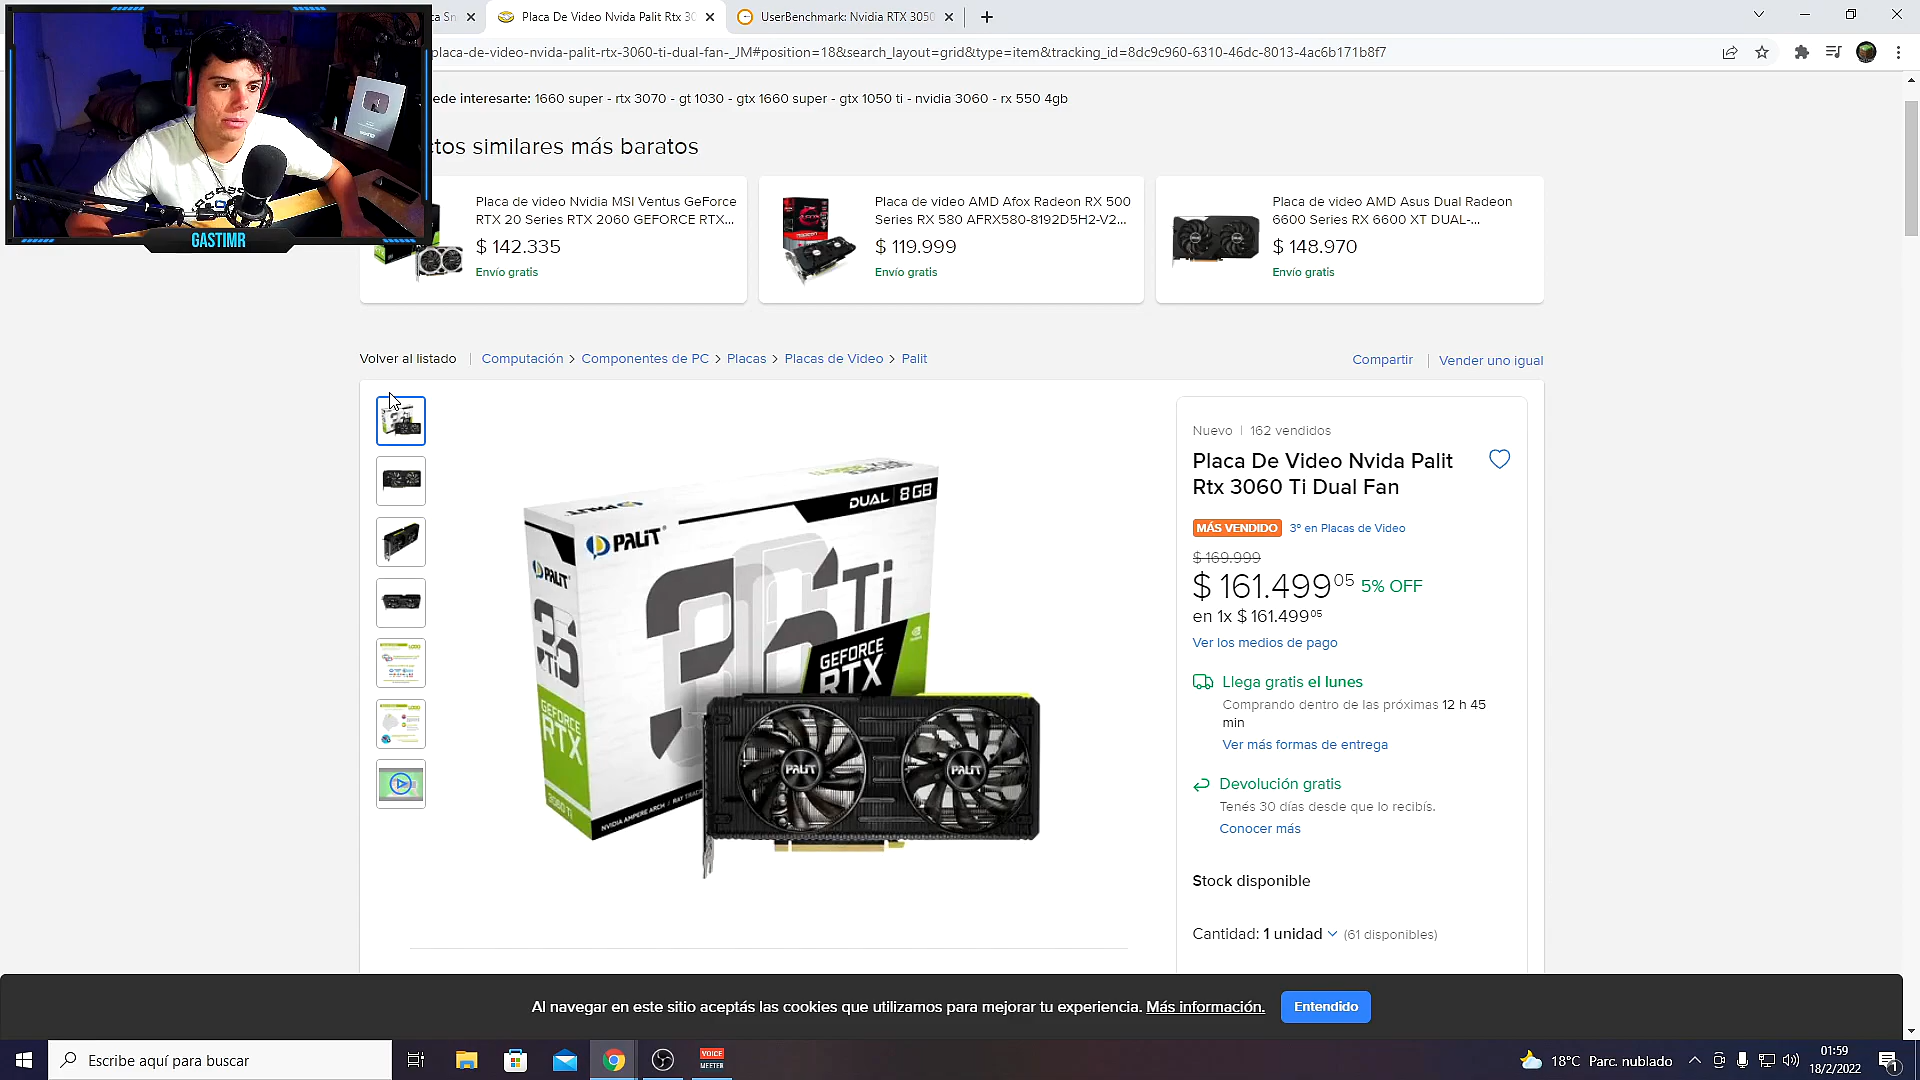 Placa De Video Nvida Palit Rtx 30
UserBenchmark: Nvidia RTX 3050
placa-de-video-nvida-palit-rtx-3060-ti-dual-fan-_JM#position=18&search_layout=grid&type=item&tracking_id=8dc9c960-6310-46dc-8013-4ac6b171b8f7
ede interesarte: 1660 super - rtx 3070 - gt 1030 - gtx 1660 super - gtx 1050 ti - nvidia 3060 - rx 550 4gb
ctos similares más baratos
Placa de video Nvidia MSI Ventus GeForce
RTX 20 Series RTX 2060 GEFORCE RTX...
$ 142.335
Envío gratis
Placa de video AMD Afox Radeon RX 500
Series RX 580 AFRX580-8192D5H2-V2...
$ 119.999
Envío gratis
Placa de video AMD Asus Dual Radeon
6600 Series RX 6600 XT DUAL-...
$ 148.970
Envío gratis
GASTIMR
Volver al listado | Computación > Componentes de PC > Placas > Placas de Video > Palit
Compartir | Vender uno igual
DUAL 8GB
PALIT
PALIT
36 Ti
36 Ti
GEFORCE
RTX
GEFORCE
RTX
3060 Ti
NVIDIA AMPERE ARCH / RAY TRAC
PALIT
PALIT
Nuevo | 162 vendidos
Placa De Video Nvida Palit
Rtx 3060 Ti Dual Fan
MÁS VENDIDO 3º en Placas de Video
$ 169.999
$ 161.499 05 5% OFF
en 1x $ 161.499 05
Ver los medios de pago
Llega gratis el lunes
Comprando dentro de las próximas 12 h 45
min
Ver más formas de entrega
Devolución gratis
Tenés 30 días desde que lo recibís.
Conocer más
Stock disponible
Cantidad: 1 unidad (61 disponibles)
Al navegar en este sitio aceptás las cookies que utilizamos para mejorar tu experiencia. Más información.
Entendido
Escribe aquí para buscar
VOICE
MEETER
18°C Parc. nublado
01:59
18/2/2022
1